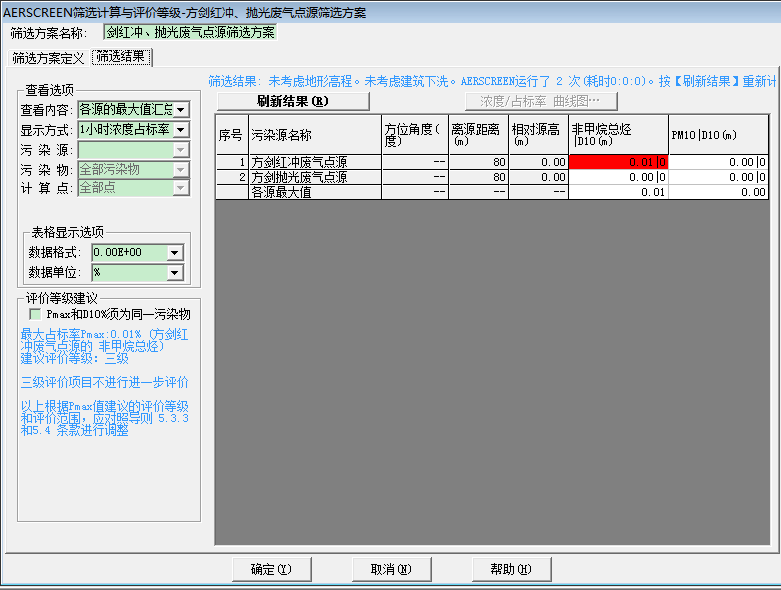 AERSCREEN筛选计算与评价等级-方剑红冲、抛光废气点源筛选方案
筛选方案名称: 剑红冲、抛光废气点源筛选方案
筛选方案定义 筛选结果
筛选结果: 未考虑地形高程。未考虑建筑下洗。AERSCREEN运行了 2 次(耗时0:0:0)。按【刷新结果】重新计
刷新结果(R) 浓度/占标率 曲线图…
查看选项
查看内容: 各源的最大值汇总
显示方式: 1小时浓度占标率
污 染 源:
污 染 物: 全部污染物
计 算 点: 全部点
表格显示选项
数据格式: 0.00E+00
数据单位: %
评价等级建议
Pmax和D10%须为同一污染物
最大占标率Pmax:0.01% (方剑红
冲废气点源的 非甲烷总烃)
建议评价等级: 三级
三级评价项目不进行进一步评价
以上根据Pmax值建议的评价等级
和评价范围，应对照导则 5.3.3
和5.4 条款进行调整
序号 污染源名称 方位角度(度) 离源距离(m) 相对源高(m) 非甲烷总烃|D10(m) PM10|D10(m)
1 方剑红冲废气点源 -- 80 0.00 0.01|0 0.00|0
2 方剑抛光废气点源 -- 80 0.00 0.00|0 0.00|0
各源最大值 -- -- -- 0.01 0.00
确定(Y) 取消(N) 帮助(H)